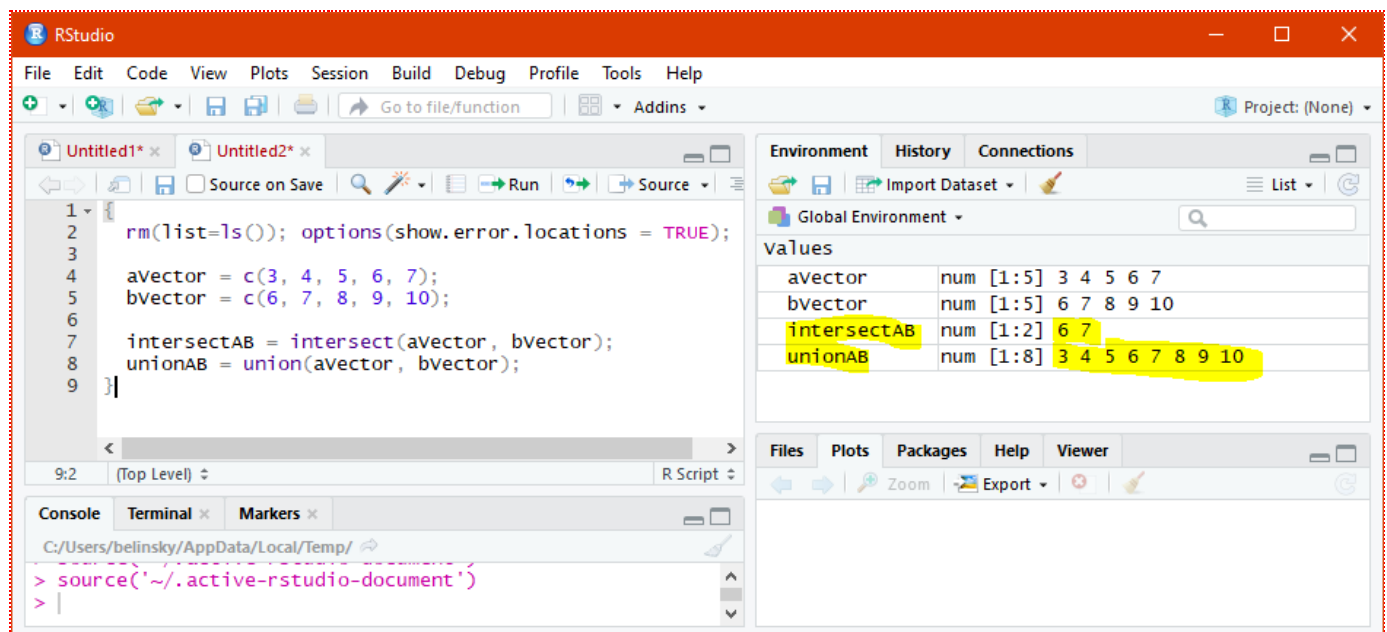 RStudio
File Edit Code View Plots Session Build Debug Profile Tools Help
Go to file/function Addins Project: (None)
Untitled1* Untitled2*
Source on Save Run Source
1 {
2 rm(list=ls()); options(show.error.locations = TRUE);
3
4 aVector = c(3, 4, 5, 6, 7);
5 bVector = c(6, 7, 8, 9, 10);
6
7 intersectAB = intersect(aVector, bVector);
8 unionAB = union(aVector, bVector);
9 }
9:2 (Top Level) R Script
Console Terminal Markers
C:/Users/belinsky/AppData/Local/Temp/
> source('~/.active-rstudio-document')
>
Environment History Connections
Import Dataset List
Global Environment
Values
aVector num [1:5] 3 4 5 6 7
bVector num [1:5] 6 7 8 9 10
intersectAB num [1:2] 6 7
unionAB num [1:8] 3 4 5 6 7 8 9 10
Files Plots Packages Help Viewer
Zoom Export